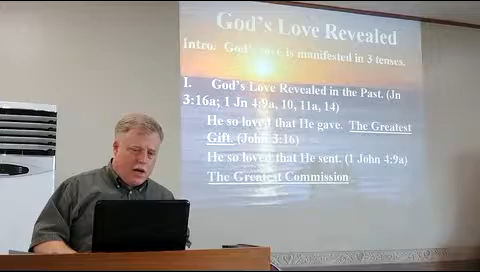 God's Love Revealed
Intro. God's love is manifested in 3 tenses.
I. God's Love Revealed in the Past. (Jn
3:16a; 1 Jn 4:9a, 10, 11a, 14)
He so loved that He gave. The Greatest
Gift. (John 3:16)
He so loved that He sent. (1 John 4:9a)
The Greatest Commission